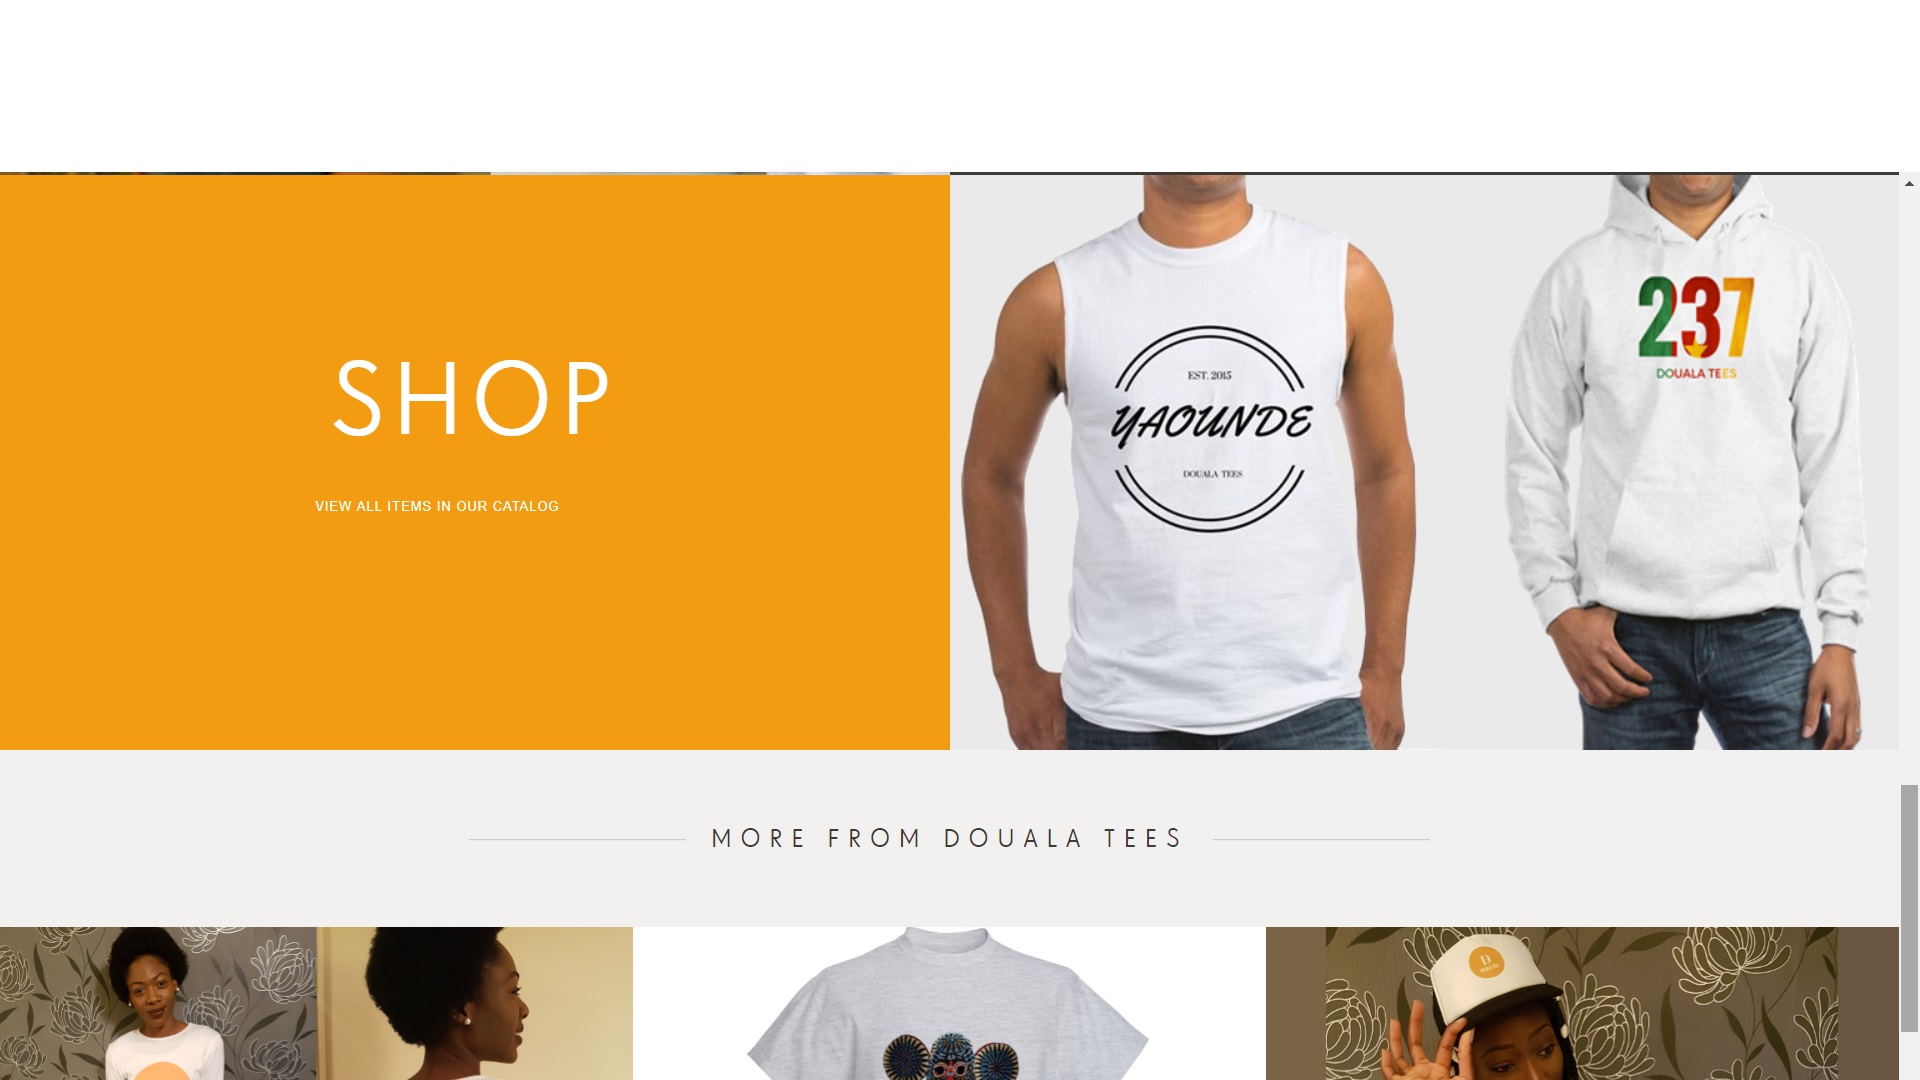 SHOP
VIEW ALL ITEMS IN OUR CATALOG
EST. 2015
YAOUNDE
DOUALA TEES
237
DOUALA TEES
MORE FROM DOUALA TEES
D